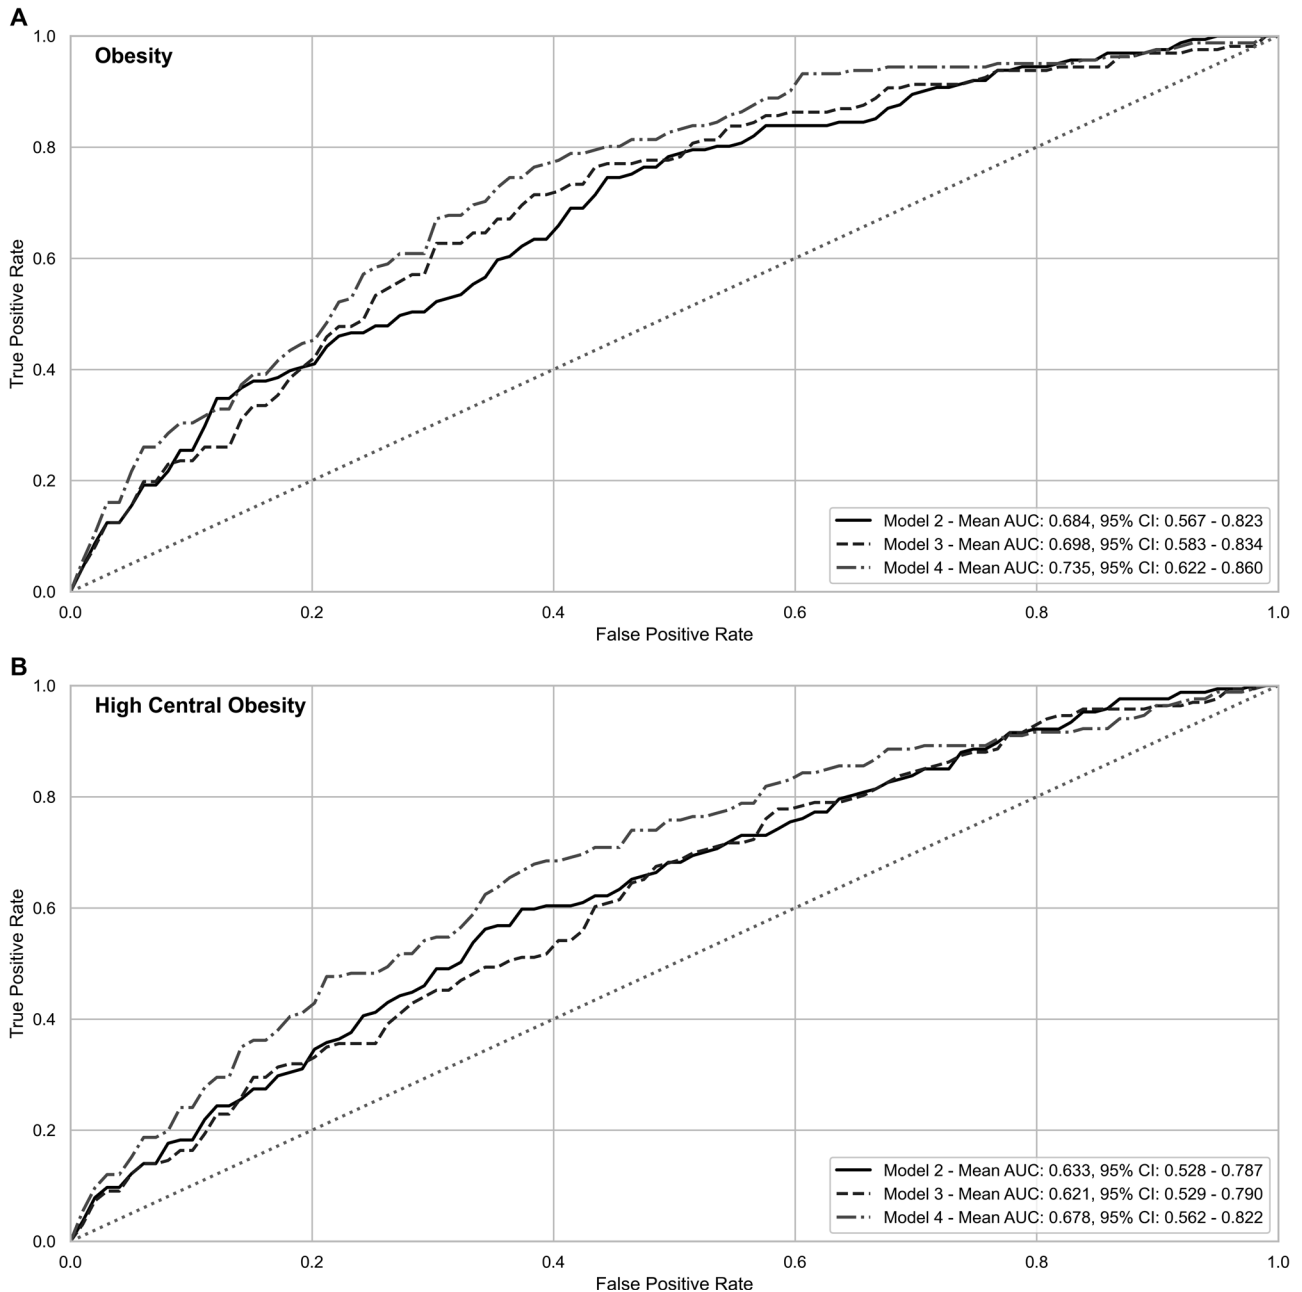 A
Obesity
1.0
0.8
0.6
0.4
0.2
0.0
True Positive Rate
Model 2 - Mean AUC: 0.684, 95% CI: 0.567 - 0.823
Model 3 - Mean AUC: 0.698, 95% CI: 0.583 - 0.834
Model 4 - Mean AUC: 0.735, 95% CI: 0.622 - 0.860
0.0 0.2 0.4 0.6 0.8 1.0
False Positive Rate
B
High Central Obesity
1.0
0.8
0.6
0.4
0.2
0.0
True Positive Rate
Model 2 - Mean AUC: 0.633, 95% CI: 0.528 - 0.787
Model 3 - Mean AUC: 0.621, 95% CI: 0.529 - 0.790
Model 4 - Mean AUC: 0.678, 95% CI: 0.562 - 0.822
0.0 0.2 0.4 0.6 0.8 1.0
False Positive Rate